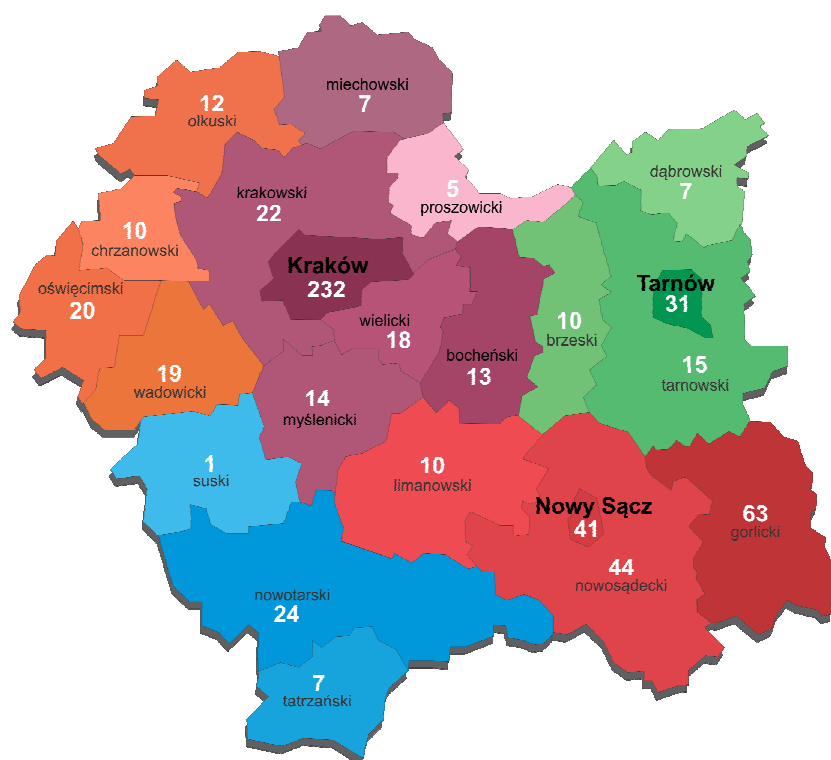 miechowski
7
12
olkuski
dąbrowski
7
krakowski
22
5
proszowicki
10
chrzanowski
Kraków
232
Tarnów
31
oświęcimski
20
wielicki
18
10
brzeski
bocheński
13
15
tarnowski
19
wadowicki
14
myślenicki
1
suski
10
limanowski
Nowy Sącz
41
63
gorlicki
44
nowosądecki
nowotarski
24
7
tatrzański